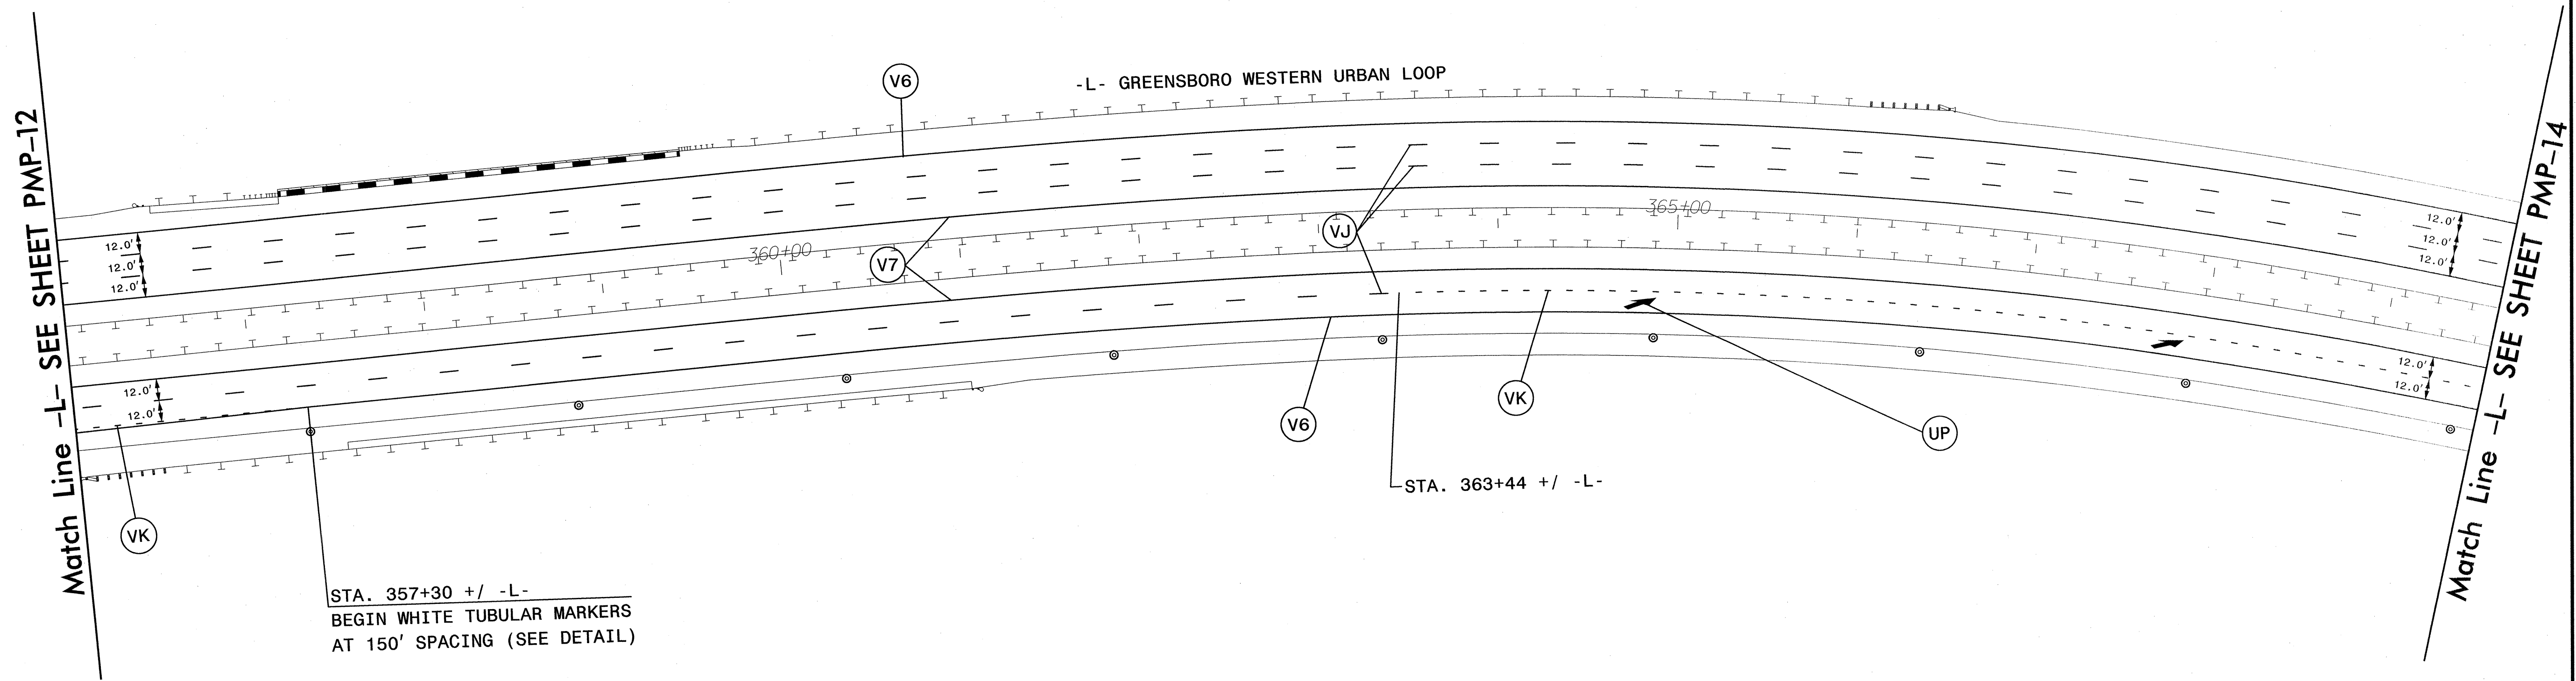 Match Line -L- SEE SHEET PMP-12
V6
-L- GREENSBORO WESTERN URBAN LOOP
12.0'
12.0'
12.0'
360+00
V7
VJ
365+00
12.0'
12.0'
12.0'
12.0'
12.0'
12.0'
12.0'
VK
V6
VK
UP
STA. 363+44 +/ -L-
STA. 357+30 +/ -L-
BEGIN WHITE TUBULAR MARKERS
AT 150' SPACING (SEE DETAIL)
Match Line -L- SEE SHEET PMP-14